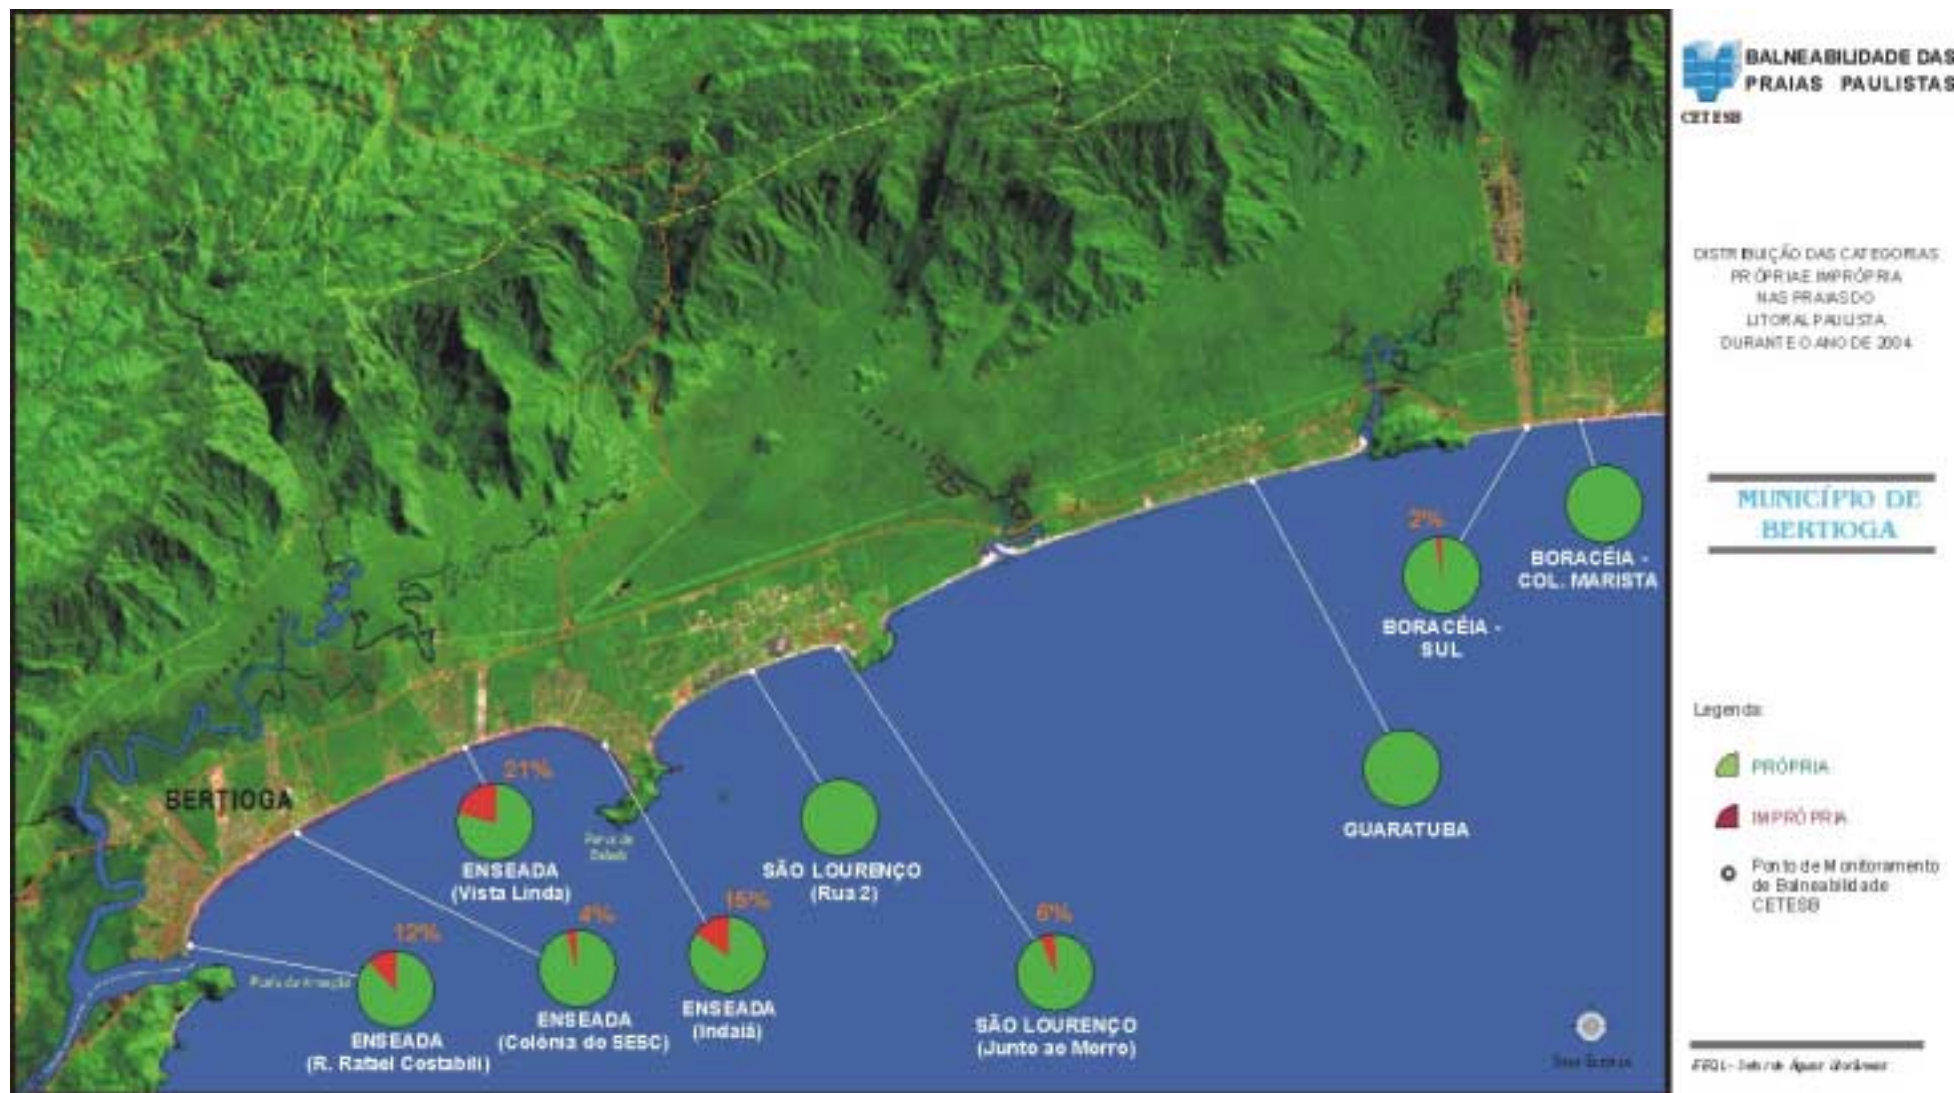 BALNEABILIDADE DAS
PRAIAS PAULISTAS
CETESB
DISTRIBUIÇÃO DAS CATEGORIAS
PRÓPRIA E IMPRÓPRIA
NAS PRAIAS DO
LITORAL PAULISTA
DURANTE O ANO DE 2004
MUNICÍPIO DE
BERTIOGA
Legenda:
PRÓPRIA
IMPRÓPRIA
Ponto de Monitoramento
de Balneabilidade
CETESB
BERTIOGA
12%
ENSEADA
(R. Rafael Costabili)
4%
ENSEADA
(Colônia do SESC)
21%
ENSEADA
(Vista Linda)
15%
ENSEADA
(Indaiá)
SÃO LOURENÇO
(Rua 2)
6%
SÃO LOURENÇO
(Junto ao Morro)
GUARATUBA
2%
BORACÉIA -
SUL
BORACÉIA -
COL. MARISTA